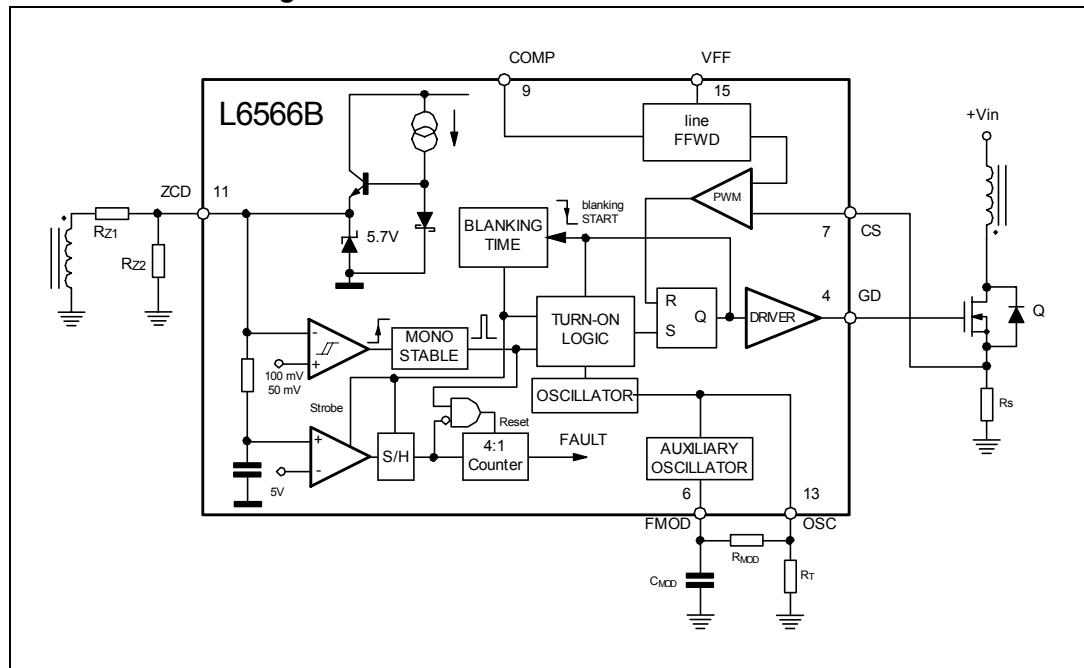 COMP
VFF
9
15
L6566B
line
FFWD
+Vin
ZCD
11
PWM
blanking
START
RZ1
5.7V
BLANKING
TIME
7
CS
RZ2
4
GD
R
S
Q
DRIVER
Q
TURN-ON
LOGIC
-
+
MONO
STABLE
100 mV
50 mV
OSCILLATOR
Rs
Strobe
Reset
+
-
S/H
4:1
Counter
FAULT
AUXILIARY
OSCILLATOR
5V
6
13
FMOD
OSC
RMOD
CMOD
RT